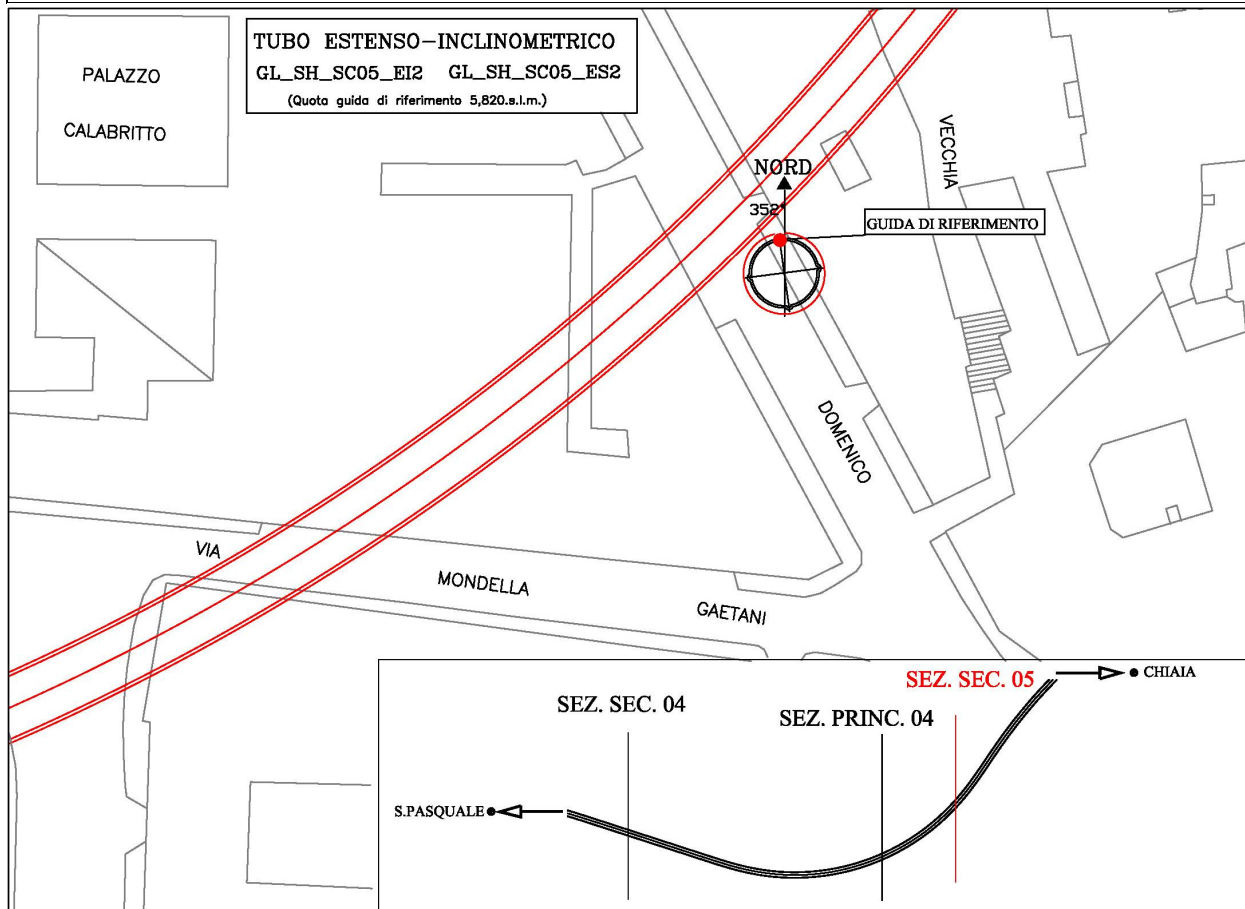 TUBO ESTENSO-INCLINOMETRICO
GL_SH_SC05_EI2 GL_SH_SC05_ES2
(Quota guida di riferimento 5,820.s.l.m.)
PALAZZO
CALABRITTO
VECCHIA
NORD
352°
GUIDA DI RIFERIMENTO
DOMENICO
VIA
MONDELLA
GAETANI
SEZ. SEC. 05
CHIAIA
SEZ. SEC. 04
SEZ. PRINC. 04
S.PASQUALE